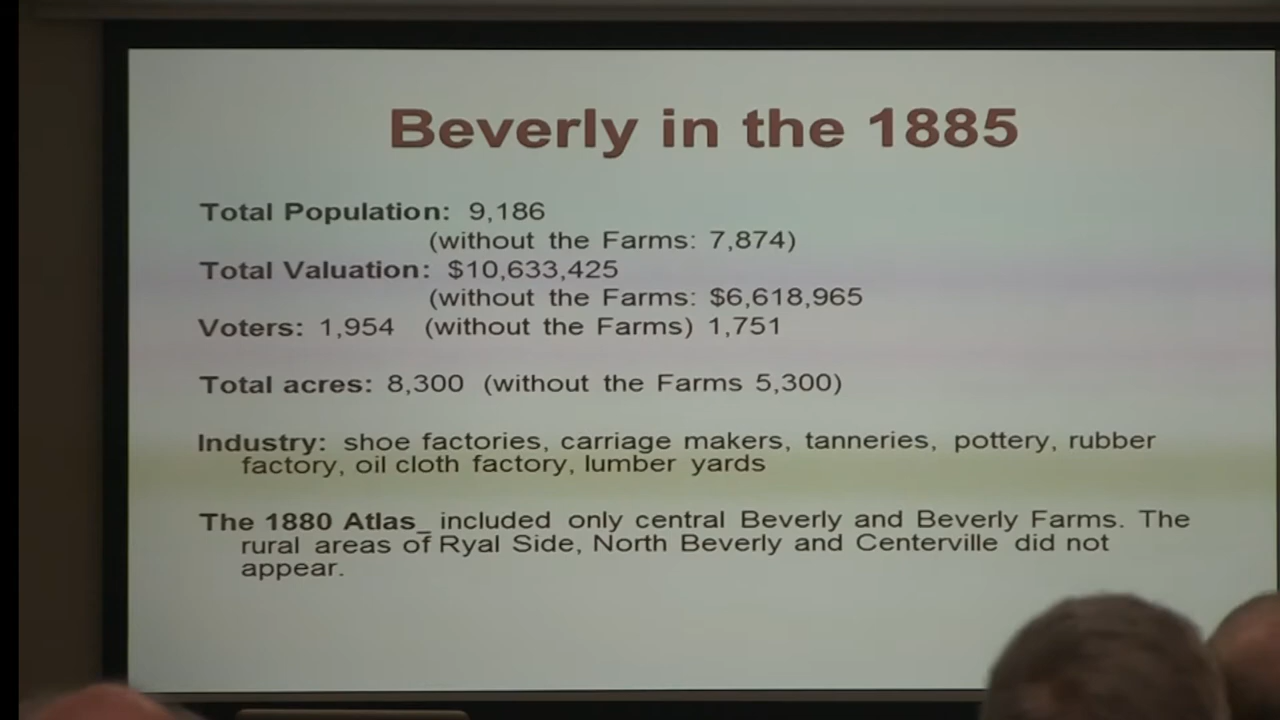 Beverly in the 1885
Total Population: 9,186
(without the Farms: 7,874)
Total Valuation: $10,633,425
(without the Farms: $6,618,965
Voters: 1,954 (without the Farms) 1,751
Total acres: 8,300 (without the Farms 5,300)
Industry: shoe factories, carriage makers, tanneries, pottery, rubber
factory, oil cloth factory, lumber yards
The 1880 Atlas_ included only central Beverly and Beverly Farms. The
rural areas of Ryal Side, North Beverly and Centerville did not
appear.